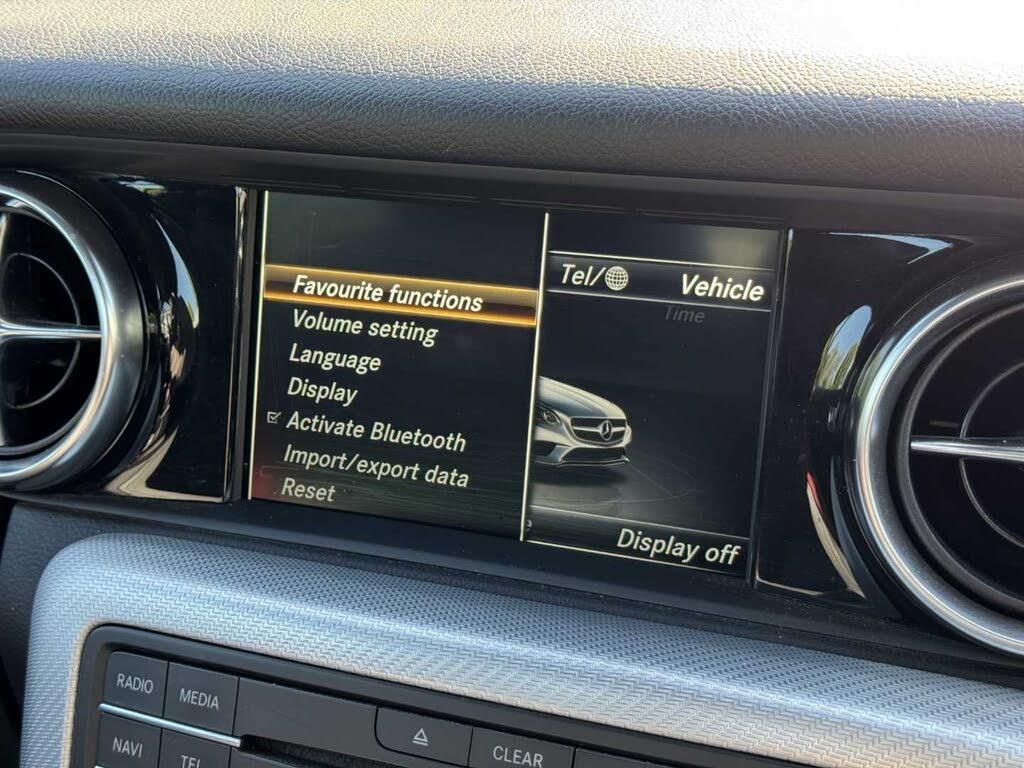 Favourite functions
Volume setting
Language
Display
Activate Bluetooth
Import/export data
Reset
Tel/
Vehicle
Time
Display off
RADIO
MEDIA
NAVI
TEL
CLEAR